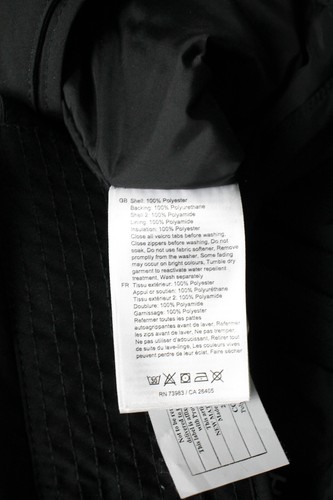 GB Shell: 100% Polyester
Backing: 100% Polyurethane
Shell 2: 100% Polyamide
Lining: 100% Polyamide
Insulation: 100% Polyester
Close all velcro tabs before washing.
Close zippers before washing. Do not
soak. Do not use fabric softener. Remove
promptly from the washer. Some fading
may occur on bright colours. Tumble dry
garment to reactivate water repellent
treatment. Wash separately
FR Tissu extérieur: 100% Polyester
Appui or soutien: 100% Polyuréthane
Tissu extérieur 2: 100% Polyamide
Doublure: 100% Polyamide
Garnissage: 100% Polyester
Refermer toutes les pattes
autoagrippantes avant de laver. Refermer
les zips avant de laver. Ne pas tremper.
Ne pas utiliser d'adoucissant. Retirer tout
de suite du lave-linge. Les couleurs vives
peuvent perdre de leur éclat. Faire sécher
RN 73983 / CA 26405